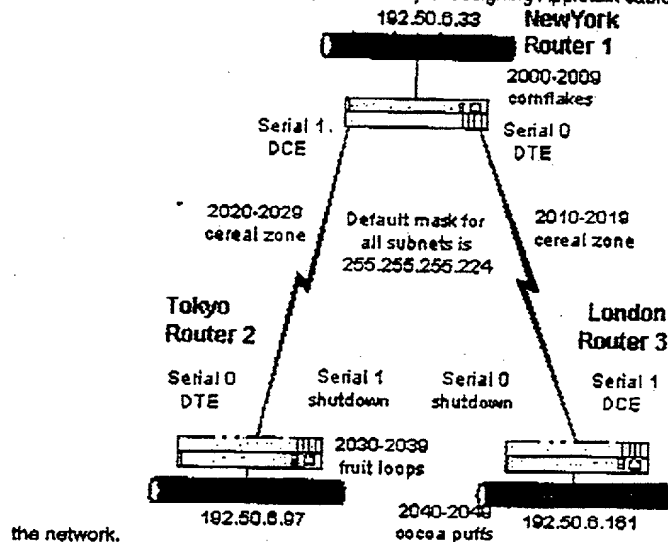 192.50.6.33 NewYork
Router 1
2000-2009
cornflakes
Serial 1.
DCE
Serial 0
DTE
2020-2029
cereal zone
Default mask for
all subnets is
255.255.255.224
2010-2019
cereal zone
Tokyo
Router 2
London
Router 3
Serial 0
DTE
Serial 1
shutdown
Serial 0
shutdown
Serial 1
DCE
2030-2039
fruit loops
192.50.6.97
2040-2049
cocoa puffs
192.50.6.161
the network.